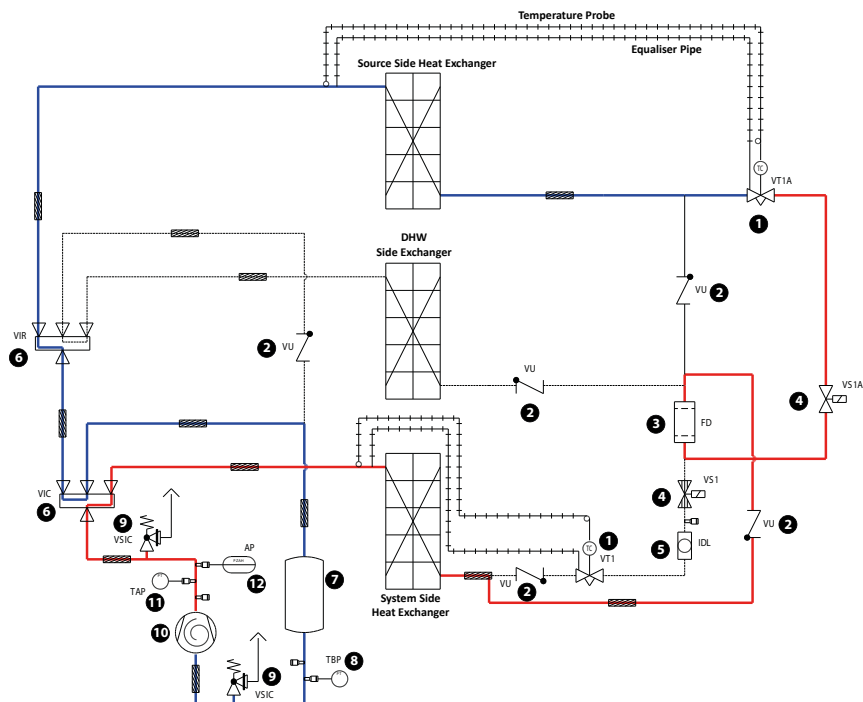 Temperature Probe
Equaliser Pipe
Source Side Heat Exchanger
TC
VT1A
1
DHW
Side Exchanger
VU
2
VIR
6
2
VU
VU
2
4
VS1A
3
FD
VIC
6
9
VSIC
AP
12
TAP
11
PT
10
7
TBP
8
PT
9
VSIC
4
VS1
VU
2
5
IDL
1
TC
VT1
VU
2
System Side
Heat Exchanger